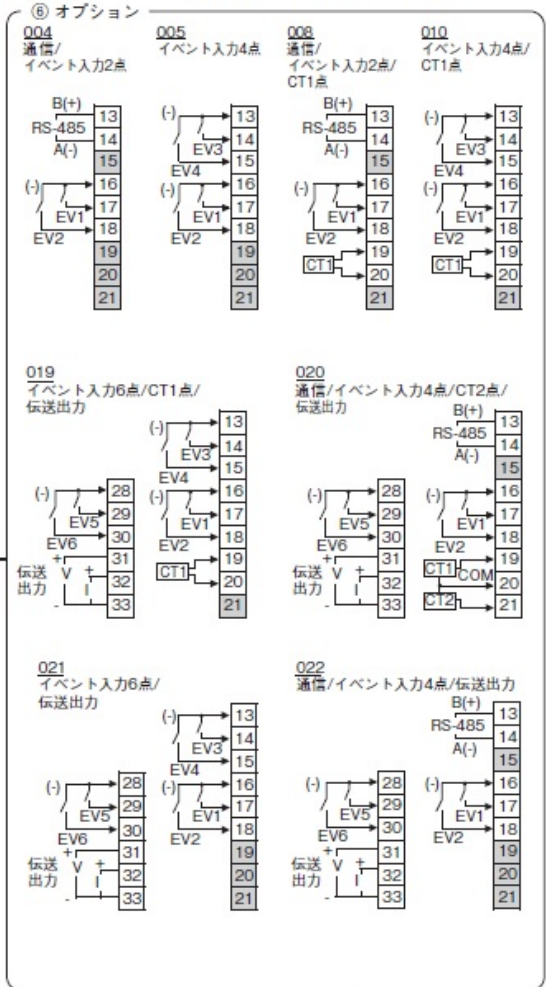 ⑥ オプション
004
通信/
イベント入力2点
B(+)
RS-485
A(-)
(-)
EV1
EV2
13
14
15
16
17
18
19
20
21
005
イベント入力4点
(-)
EV3
EV4
(-)
EV1
EV2
13
14
15
16
17
18
19
20
21
008
通信/
イベント入力2点/
CT1点
B(+)
RS-485
A(-)
(-)
EV1
EV2
CT1
13
14
15
16
17
18
19
20
21
010
イベント入力4点/
CT1点
(-)
EV3
EV4
(-)
EV1
EV2
CT1
13
14
15
16
17
18
19
20
21
019
イベント入力6点/CT1点/
伝送出力
(-)
EV5
EV6
伝送
出力
+
V
+
I
-
28
29
30
31
32
33
(-)
EV3
EV4
(-)
EV1
EV2
CT1
13
14
15
16
17
18
19
20
21
020
通信/イベント入力4点/CT2点/
伝送出力
(-)
EV5
EV6
伝送
出力
+
V
+
I
-
28
29
30
31
32
33
B(+)
RS-485
A(-)
(-)
EV1
EV2
CT1
COM
CT2
13
14
15
16
17
18
19
20
21
021
イベント入力6点/
伝送出力
(-)
EV5
EV6
伝送
出力
+
V
+
I
-
28
29
30
31
32
33
(-)
EV3
EV4
(-)
EV1
EV2
13
14
15
16
17
18
19
20
21
022
通信/イベント入力4点/伝送出力
(-)
EV5
EV6
伝送
出力
+
V
+
I
-
28
29
30
31
32
33
B(+)
RS-485
A(-)
(-)
EV1
EV2
13
14
15
16
17
18
19
20
21